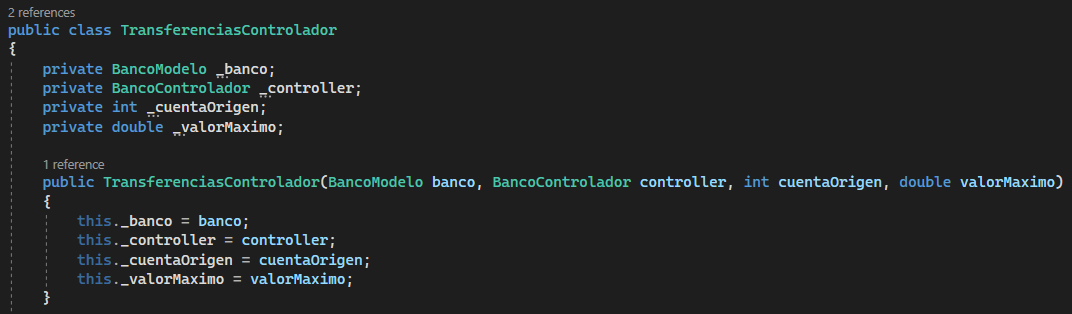 2 references
public class TransferenciasControlador
{
private BancoModelo _banco;
private BancoControlador _controller;
private int _cuentaOrigen;
private double _valorMaximo;
1 reference
public TransferenciasControlador(BancoModelo banco, BancoControlador controller, int cuentaOrigen, double valorMaximo)
{
this._banco = banco;
this._controller = controller;
this._cuentaOrigen = cuentaOrigen;
this._valorMaximo = valorMaximo;
}